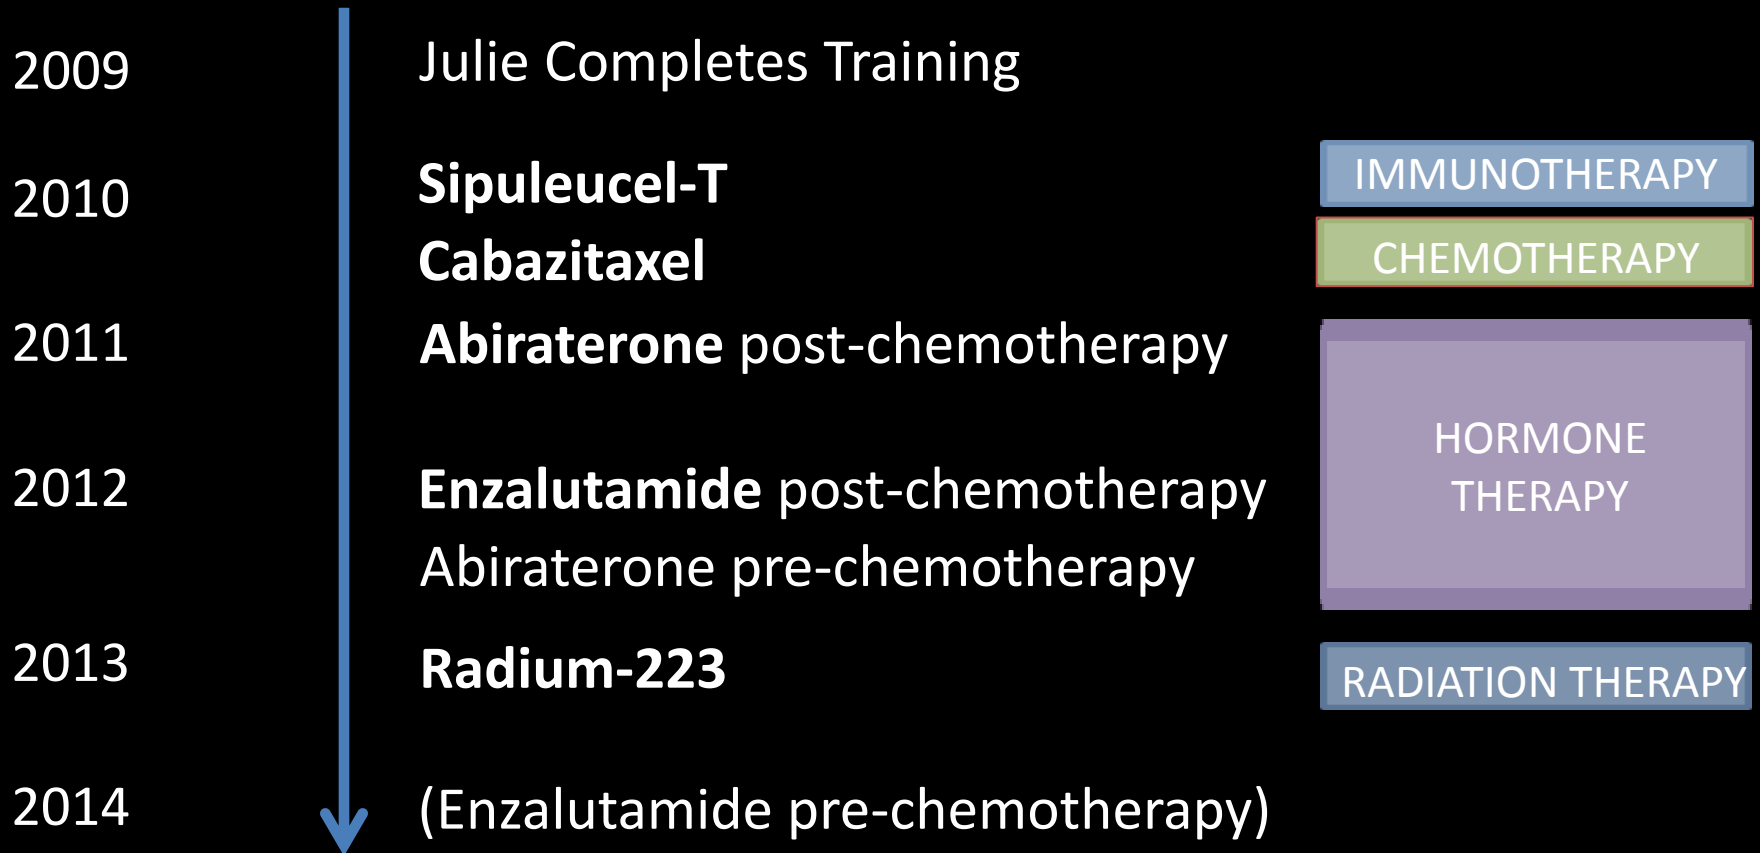 2009 Julie Completes Training
2010 Sipuleucel-T IMMUNOTHERAPY
Cabazitaxel CHEMOTHERAPY
2011 Abiraterone post-chemotherapy
HORMONE
THERAPY
2012 Enzalutamide post-chemotherapy
Abiraterone pre-chemotherapy
2013 Radium-223 RADIATION THERAPY
2014 (Enzalutamide pre-chemotherapy)